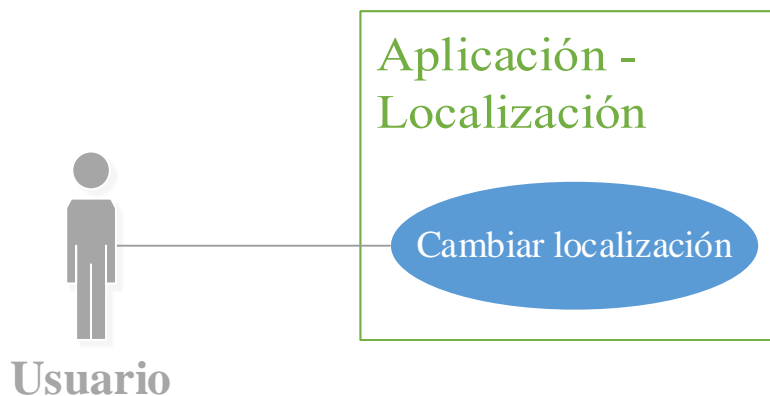 Aplicación -
Localización
Cambiar localización
Usuario